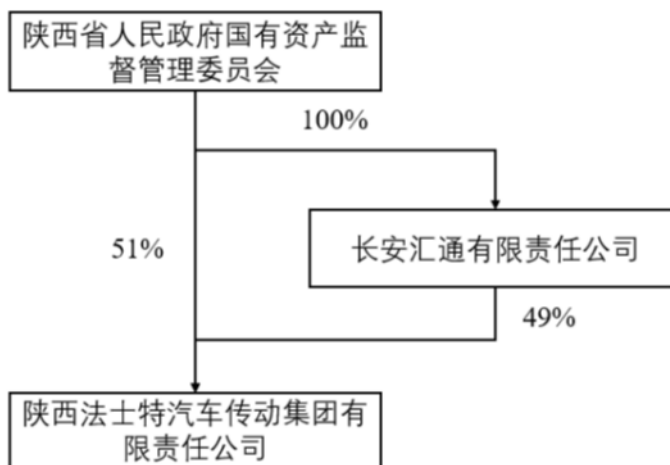 陕西省人民政府国有资产监
督管理委员会
100%
51%
长安汇通有限责任公司
49%
陕西法士特汽车传动集团有
限责任公司